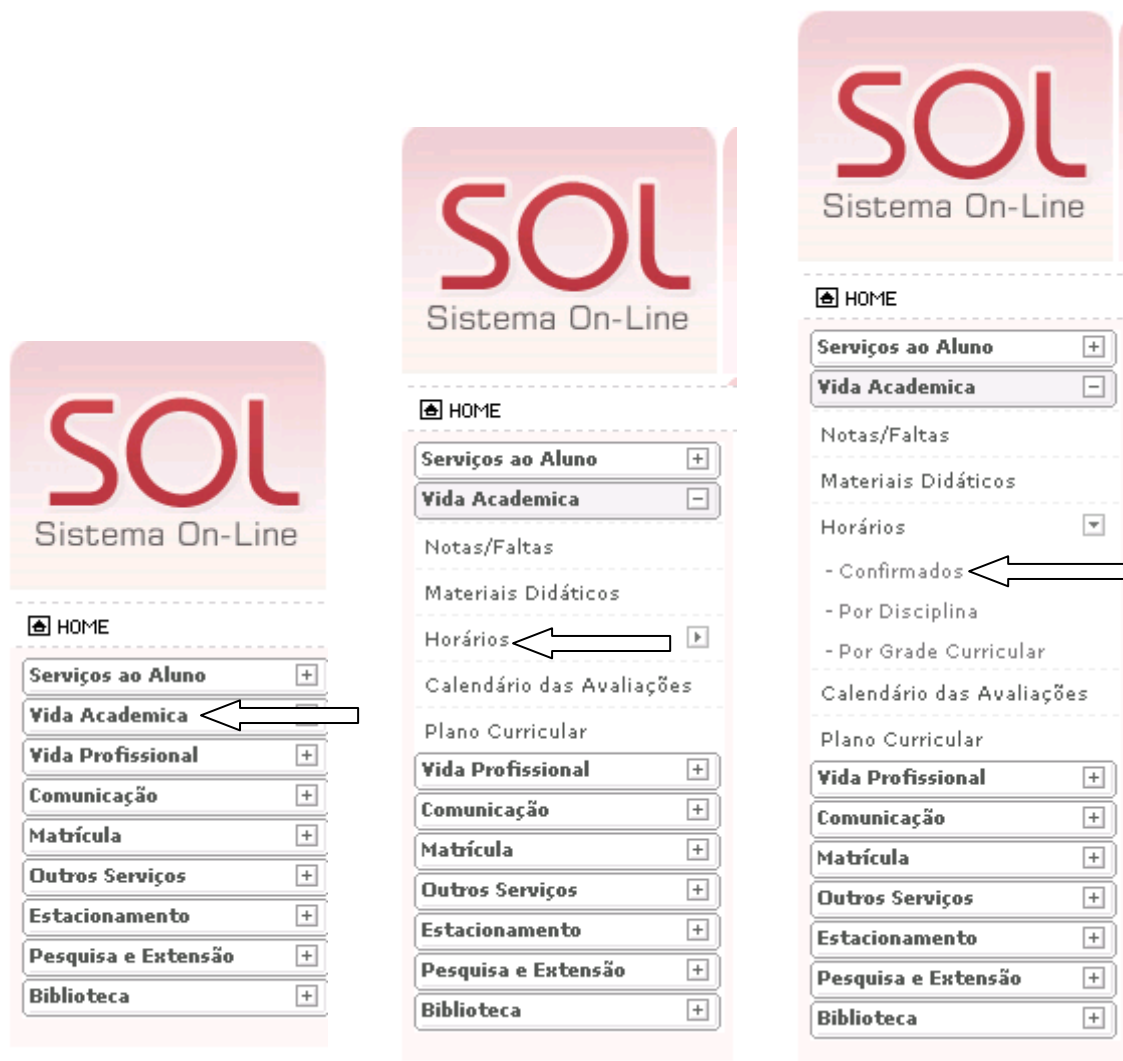 SOL
Sistema On-Line
HOME
Serviços ao Aluno
Vida Academica
Vida Profissional
Comunicação
Matrícula
Outros Serviços
Estacionamento
Pesquisa e Extensão
Biblioteca
SOL
Sistema On-Line
HOME
Serviços ao Aluno
Vida Academica
Notas/Faltas
Materiais Didáticos
Horários
Calendário das Avaliações
Plano Curricular
Vida Profissional
Comunicação
Matrícula
Outros Serviços
Estacionamento
Pesquisa e Extensão
Biblioteca
SOL
Sistema On-Line
HOME
Serviços ao Aluno
Vida Academica
Notas/Faltas
Materiais Didáticos
Horários
- Confirmados
- Por Disciplina
- Por Grade Curricular
Calendário das Avaliações
Plano Curricular
Vida Profissional
Comunicação
Matrícula
Outros Serviços
Estacionamento
Pesquisa e Extensão
Biblioteca